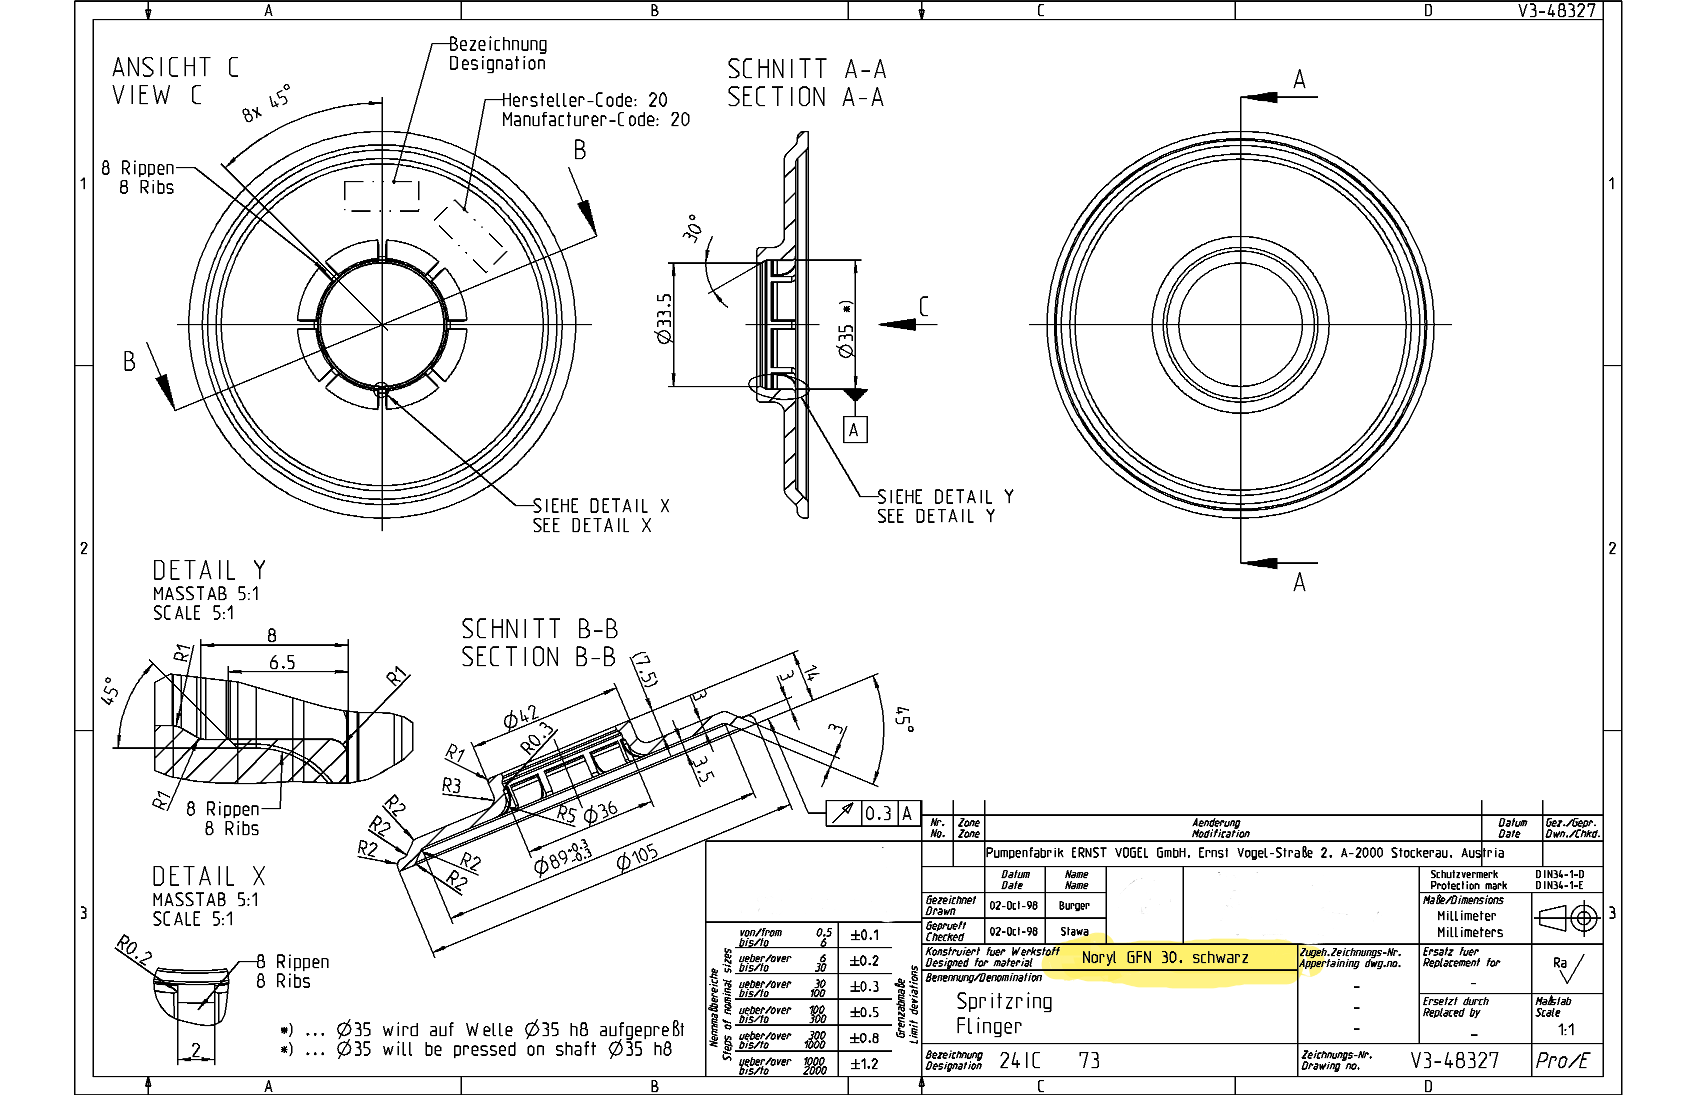 A
B
C
D
V3-48327
ANSICHT C
VIEW C
8x 45°
Bezeichnung
Designation
Hersteller-Code: 20
Manufacturer-Code: 20
8 Rippen
8 Ribs
B
B
SIEHE DETAIL X
SEE DETAIL X
SCHNITT A-A
SECTION A-A
30°
Ø33.5
Ø35 *)
C
A
SIEHE DETAIL Y
SEE DETAIL Y
A
A
1
1
2
2
3
3
DETAIL Y
MASSTAB 5:1
SCALE 5:1
8
6.5
R1
R1
45°
R1
8 Rippen
8 Ribs
SCHNITT B-B
SECTION B-B
(7.5)
3
3
14
45°
3
3.5
Ø42
R0.3
R1
R3
R2
R2
R2
R2
R2
R5
Ø36
Ø89 +0.3 -0.3
Ø105
0.3 A
DETAIL X
MASSTAB 5:1
SCALE 5:1
R0.2
8 Rippen
8 Ribs
2
*) ... Ø35 wird auf Welle Ø35 h8 aufgepreßt
*) ... Ø35 will be pressed on shaft Ø35 h8
Nennmaßbereiche
Steps of nominal sizes
von/from 0.5
bis/to 6
±0.1
ueber/over 6
bis/to 30
±0.2
ueber/over 30
bis/to 100
±0.3
ueber/over 100
bis/to 300
±0.5
ueber/over 300
bis/to 1000
±0.8
ueber/over 1000
bis/to 2000
±1.2
Grenzabmaße
Limit deviations
Nr. Zone Aenderung Datum Gez./Gepr.
No. Zone Modification Date Dwn./Chkd.
Pumpenfabrik ERNST VOGEL GmbH, Ernst Vogel-Straße 2, A-2000 Stockerau, Austria
Datum Name
Date Name
Gezeichnet
Drawn
02-Oct-98 Burger
Geprueft
Checked
02-Oct-98 Stawa
Schutzvermerk DIN34-1-D
Protection mark DIN34-1-E
Maße/Dimensions
Millimeter
Millimeters
Konstruiert fuer Werkstoff
Designed for material
Noryl GFN 30. schwarz
Zugeh.Zeichnungs-Nr.
Appertaining dwg.no.
-
-
-
Ersatz fuer
Replacement for
-
Ra
Benennung/Denomination
Spritzring
Flinger
Ersetzt durch
Replaced by
-
Maßstab
Scale
1:1
Bezeichnung
Designation
24IC 73
Zeichnungs-Nr.
Drawing no.
V3-48327
Pro/E
A
B
C
D